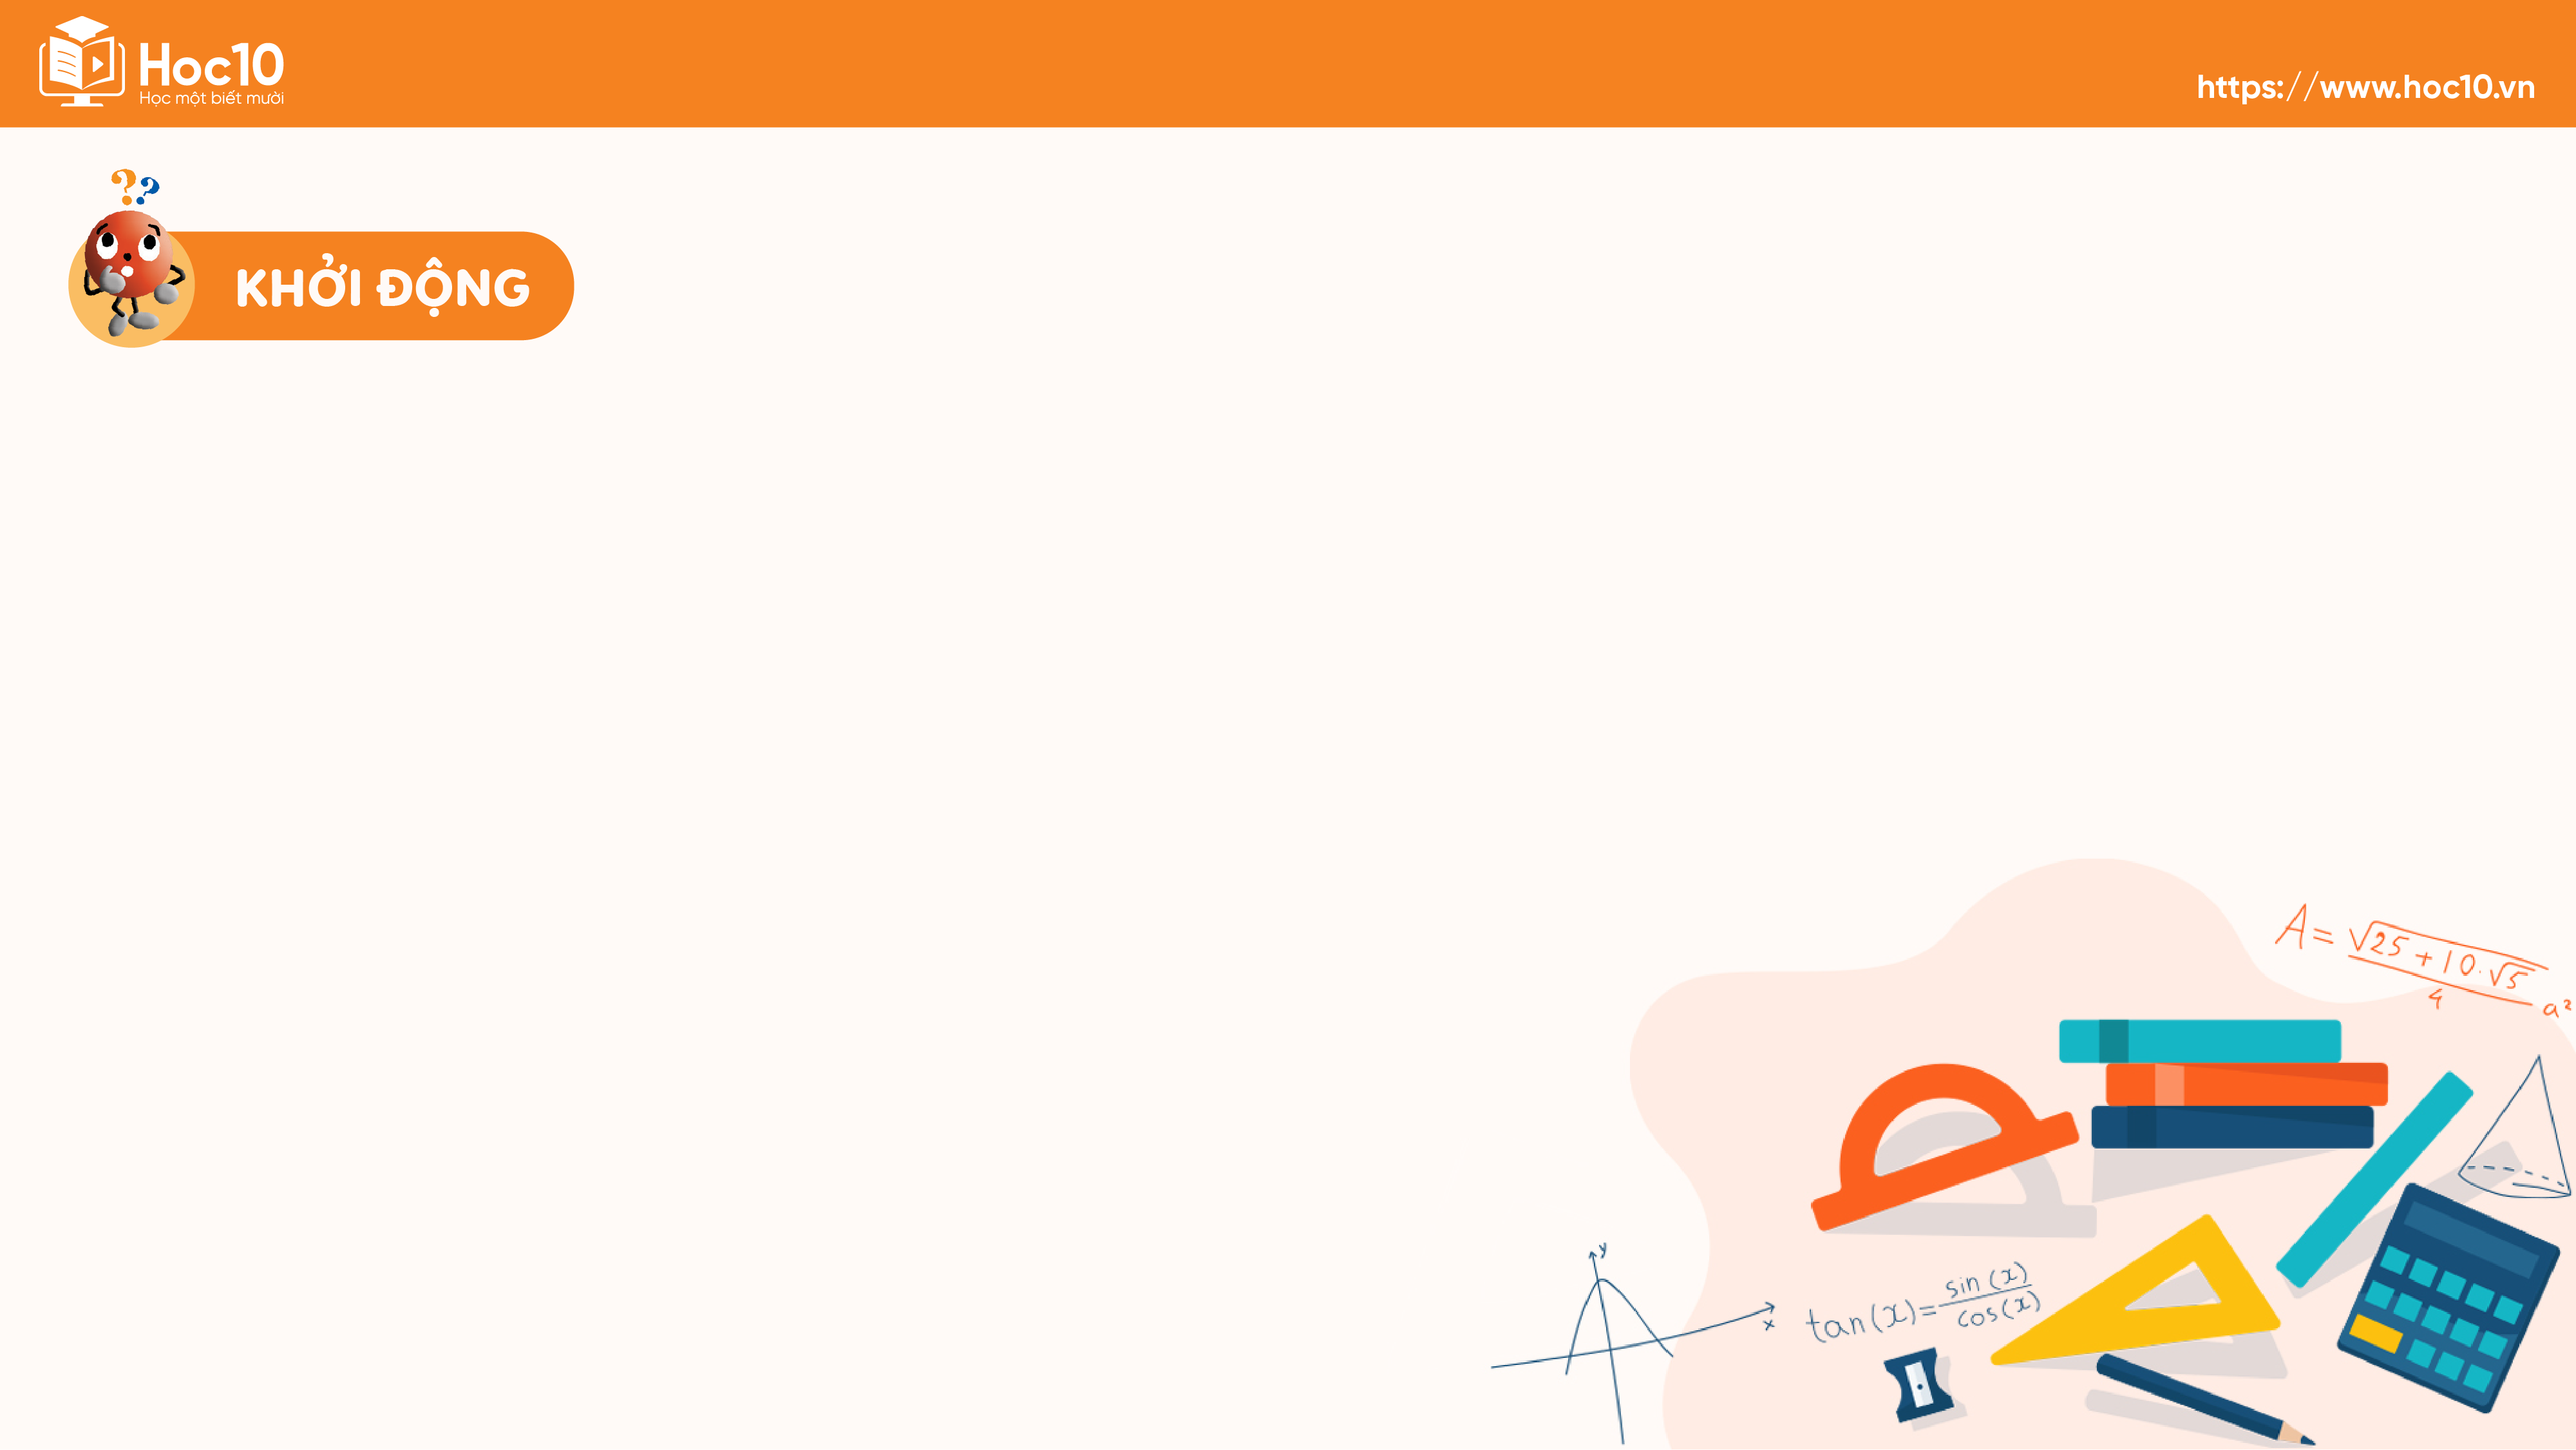 Hoc10
Học một biết mười
https://www.hoc10.vn
??
KHỞI ĐỘNG
A = √25 + 10.√5
4 a²
y
x
tan(x) = sin(x)
cos(x)